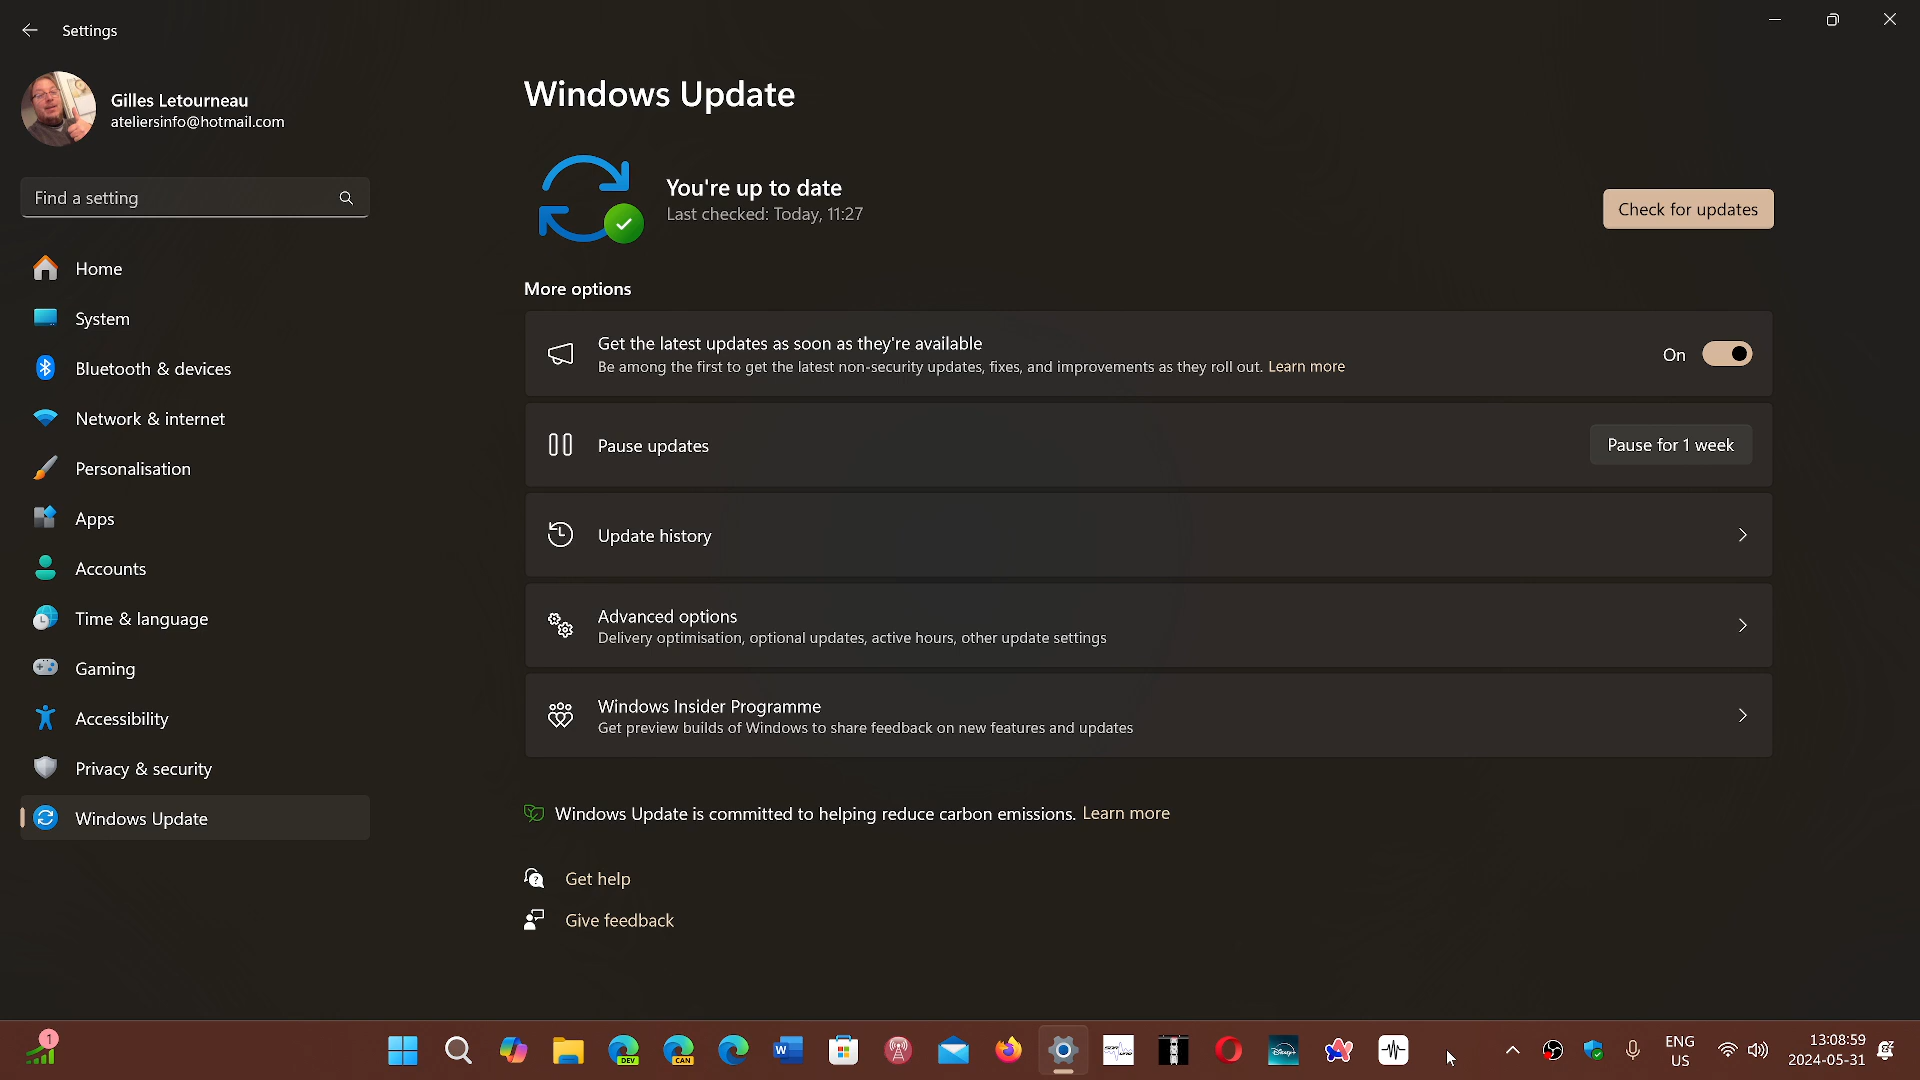 Settings
Gilles Letourneau
ateliersinfo@hotmail.com
Find a setting
Home
System
Bluetooth & devices
Network & internet
Personalisation
Apps
Accounts
Time & language
Gaming
Accessibility
Privacy & security
Windows Update
Windows Update
You're up to date
Last checked: Today, 11:27
Check for updates
More options
Get the latest updates as soon as they're available
Be among the first to get the latest non-security updates, fixes, and improvements as they roll out. Learn more
On
Pause updates
Pause for 1 week
Update history
Advanced options
Delivery optimisation, optional updates, active hours, other update settings
Windows Insider Programme
Get preview builds of Windows to share feedback on new features and updates
Windows Update is committed to helping reduce carbon emissions. Learn more
Get help
Give feedback
1
DEV
CAN
W
Disney+
ENG
US
13:08:59
2024-05-31